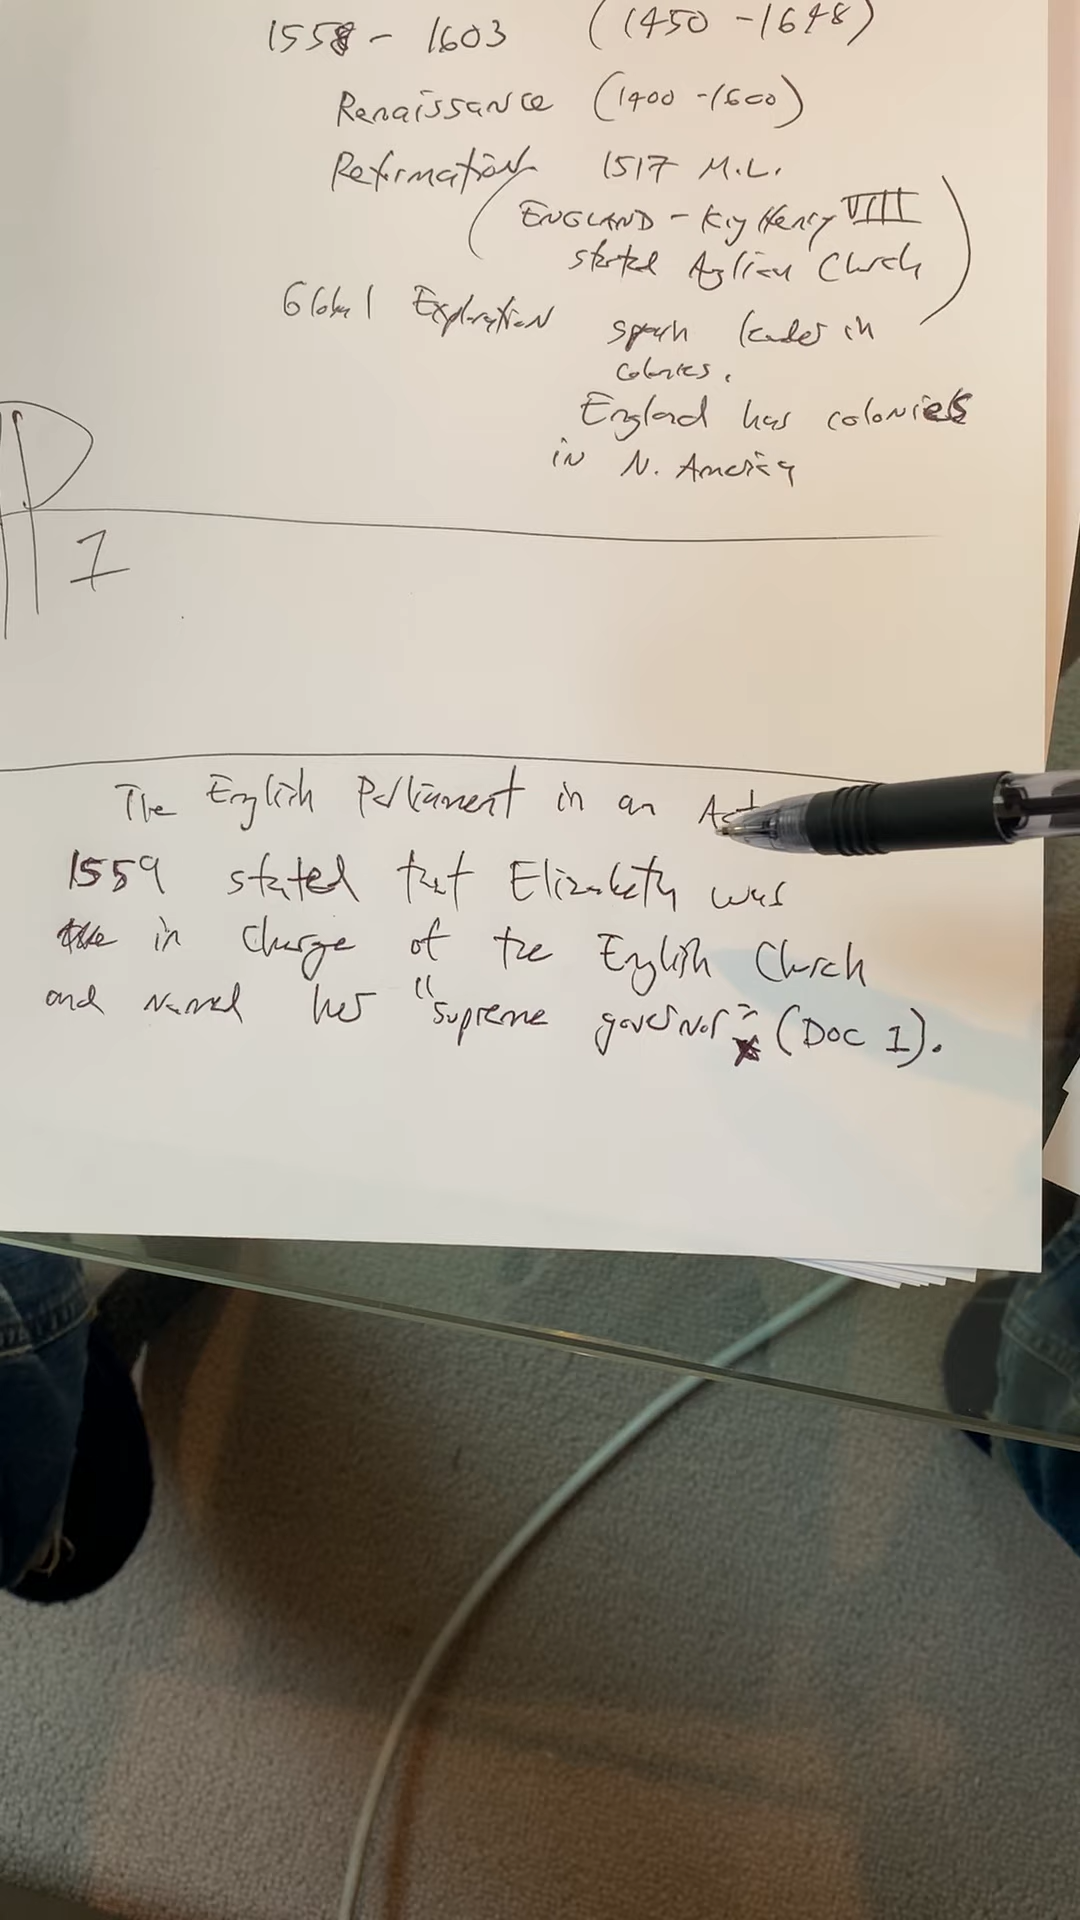 1558 - 1603 (1450 - 1648)
Renaissance (1400 - 1600)
Reformation 1517 M.L.
(ENGLAND - King Henry VIII
started Anglican Church)
Global Exploration Spain leader in
colonies.
England has colonies
in N. America
1
The English Parliament in an Act
1559 stated that Elizabeth was
in charge of the English Church
and named her "supreme governor" (Doc 1).